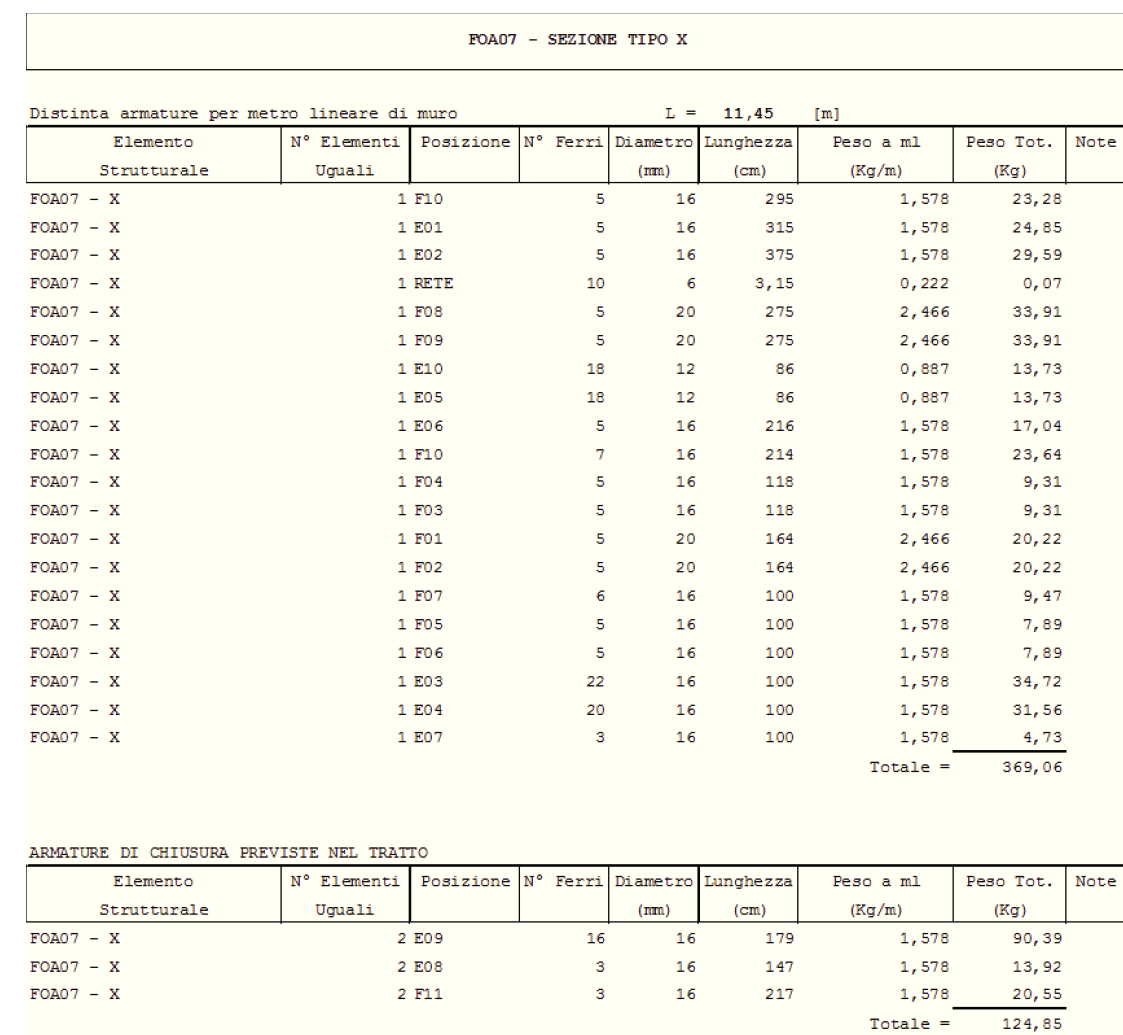 FOA07 - SEZIONE TIPO X
Distinta armature per metro lineare di muro L = 11,45 [m]
Elemento N° Elementi Posizione N° Ferri Diametro Lunghezza Peso a ml Peso Tot. Note
Strutturale Uguali (mm) (cm) (Kg/m) (Kg)
FOA07 - X 1 F10 5 16 295 1,578 23,28
FOA07 - X 1 E01 5 16 315 1,578 24,85
FOA07 - X 1 E02 5 16 375 1,578 29,59
FOA07 - X 1 RETE 10 6 3,15 0,222 0,07
FOA07 - X 1 F08 5 20 275 2,466 33,91
FOA07 - X 1 F09 5 20 275 2,466 33,91
FOA07 - X 1 E10 18 12 86 0,887 13,73
FOA07 - X 1 E05 18 12 86 0,887 13,73
FOA07 - X 1 E06 5 16 216 1,578 17,04
FOA07 - X 1 F10 7 16 214 1,578 23,64
FOA07 - X 1 F04 5 16 118 1,578 9,31
FOA07 - X 1 F03 5 16 118 1,578 9,31
FOA07 - X 1 F01 5 20 164 2,466 20,22
FOA07 - X 1 F02 5 20 164 2,466 20,22
FOA07 - X 1 F07 6 16 100 1,578 9,47
FOA07 - X 1 F05 5 16 100 1,578 7,89
FOA07 - X 1 F06 5 16 100 1,578 7,89
FOA07 - X 1 E03 22 16 100 1,578 34,72
FOA07 - X 1 E04 20 16 100 1,578 31,56
FOA07 - X 1 E07 3 16 100 1,578 4,73
Totale = 369,06
ARMATURE DI CHIUSURA PREVISTE NEL TRATTO
Elemento N° Elementi Posizione N° Ferri Diametro Lunghezza Peso a ml Peso Tot. Note
Strutturale Uguali (mm) (cm) (Kg/m) (Kg)
FOA07 - X 2 E09 16 16 179 1,578 90,39
FOA07 - X 2 E08 3 16 147 1,578 13,92
FOA07 - X 2 F11 3 16 217 1,578 20,55
Totale = 124,85